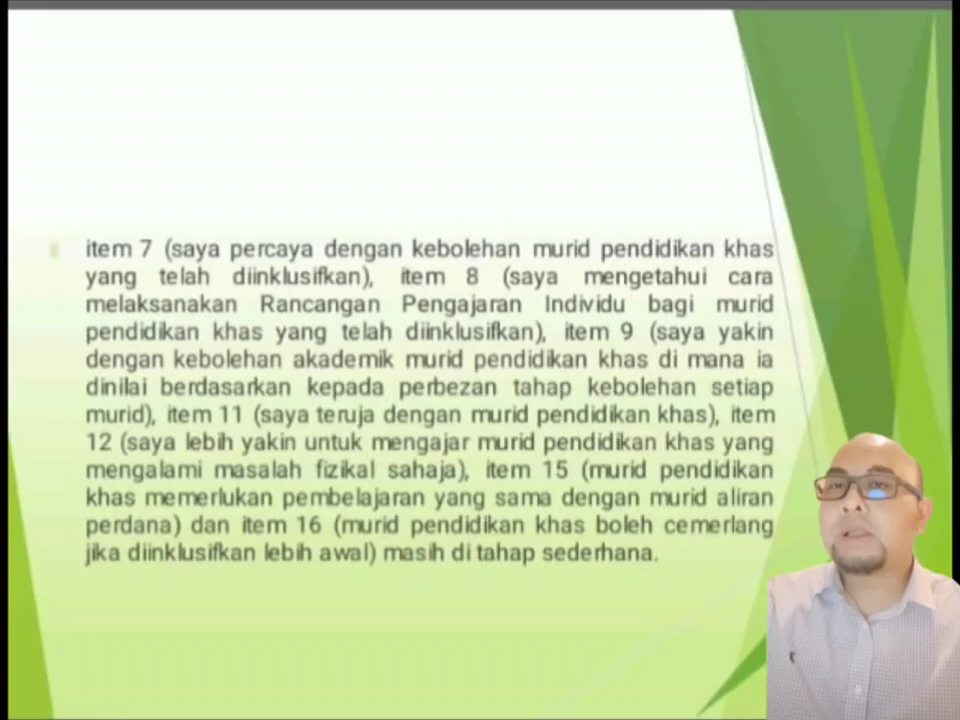 item 7 (saya percaya dengan kebolehan murid pendidikan khas
yang telah diinklusifkan), item 8 (saya mengetahui cara
melaksanakan Rancangan Pengajaran Individu bagi murid
pendidikan khas yang telah diinklusifkan), item 9 (saya yakin
dengan kebolehan akademik murid pendidikan khas di mana ia
dinilai berdasarkan kepada perbezan tahap kebolehan setiap
murid), item 11 (saya teruja dengan murid pendidikan khas), item
12 (saya lebih yakin untuk mengajar murid pendidikan khas yang
mengalami masalah fizikal sahaja), item 15 (murid pendidikan
khas memerlukan pembelajaran yang sama dengan murid aliran
perdana) dan item 16 (murid pendidikan khas boleh cemerlang
jika diinklusifkan lebih awal) masih di tahap sederhana.